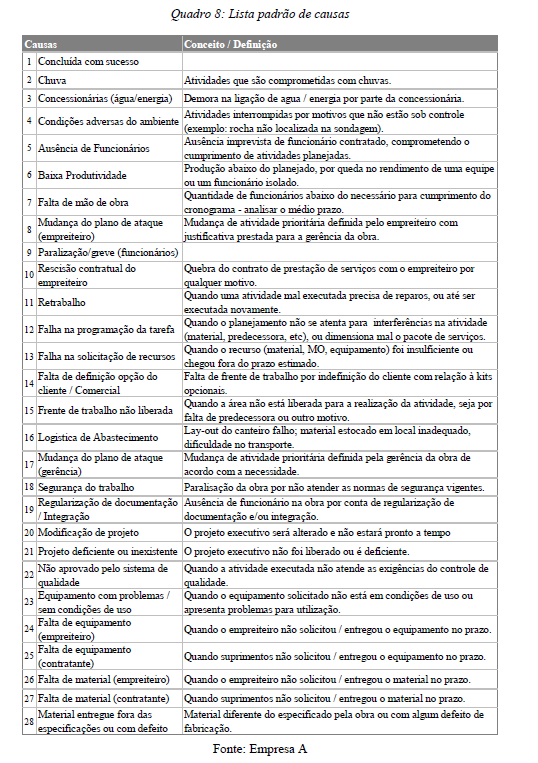 Quadro 8: Lista padrão de causas
Causas Conceito / Definição
1 Concluída com sucesso
2 Chuva Atividades que são comprometidas com chuvas.
3 Concessionárias (água/energia) Demora na ligação de agua / energia por parte da concessionária.
4 Condições adversas do ambiente Atividades interrompidas por motivos que não estão sob controle
(exemplo: rocha não localizada na sondagem).
5 Ausência de Funcionários Ausência imprevista de funcionário contratado, comprometendo o
cumprimento de atividades planejadas.
6 Baixa Produtividade Produção abaixo do planejado, por queda no rendimento de uma equipe
ou um funcionário isolado.
7 Falta de mão de obra Quantidade de funcionários abaixo do necessário para cumprimento do
cronograma - analisar o médio prazo.
8 Mudança do plano de ataque
(empreiteiro) Mudança de atividade prioritária definida pelo empreiteiro com
justificativa prestada para a gerência da obra.
9 Paralização/greve (funcionários)
10 Rescisão contratual do
empreiteiro Quebra do contrato de prestação de serviços com o empreiteiro por
qualquer motivo.
11 Retrabalho Quando uma atividade mal executada precisa de reparos, ou até ser
executada novamente.
12 Falha na programação da tarefa Quando o planejamento não se atenta para interferências na atividade
(material, predecessora, etc), ou dimensiona mal o pacote de serviços.
13 Falha na solicitação de recursos Quando o recurso (material, MO, equipamento) foi insuficiente ou
chegou fora do prazo estimado.
14 Falta de definição opção do
cliente / Comercial Falta de frente de trabalho por indefinição do cliente com relação à kits
opcionais.
15 Frente de trabalho não liberada Quando a área não está liberada para a realização da atividade, seja por
falta de predecessora ou outro motivo.
16 Logistica de Abastecimento Lay-out do canteiro falho; material estocado em local inadequado,
dificuldade no transporte.
17 Mudança do plano de ataque
(gerência) Mudança de atividade prioritária definida pela gerência da obra de
acordo com a necessidade.
18 Segurança do trabalho Paralisação da obra por não atender as normas de segurança vigentes.
19 Regularização de documentação
/ Integração Ausência de funcionário na obra por conta de regularização de
documentação e/ou integração.
20 Modificação de projeto O projeto executivo será alterado e não estará pronto a tempo
21 Projeto deficiente ou inexistente O projeto executivo não foi liberado ou é deficiente.
22 Não aprovado pelo sistema de
qualidade Quando a atividade executada não atende as exigências do controle de
qualidade.
23 Equipamento com problemas /
sem condições de uso Quando o equipamento solicitado não está em condições de uso ou
apresenta problemas para utilização.
24 Falta de equipamento
(empreiteiro) Quando o empreiteiro não solicitou / entregou o equipamento no prazo.
25 Falta de equipamento
(contratante) Quando suprimentos não solicitou / entregou o equipamento no prazo.
26 Falta de material (empreiteiro) Quando o empreiteiro não solicitou / entregou o material no prazo.
27 Falta de material (contratante) Quando suprimentos não solicitou / entregou o material no prazo.
28 Material entregue fora das
especificações ou com defeito Material diferente do especificado pela obra ou com algum defeito de
fabricação.
Fonte: Empresa A